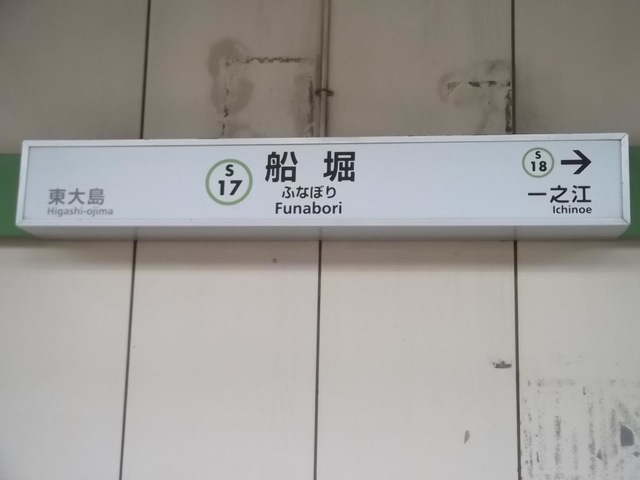 東大島
Higashi-ojima
S
17
船堀
ふなぼり
Funabori
S
18
→
一之江
Ichinoe